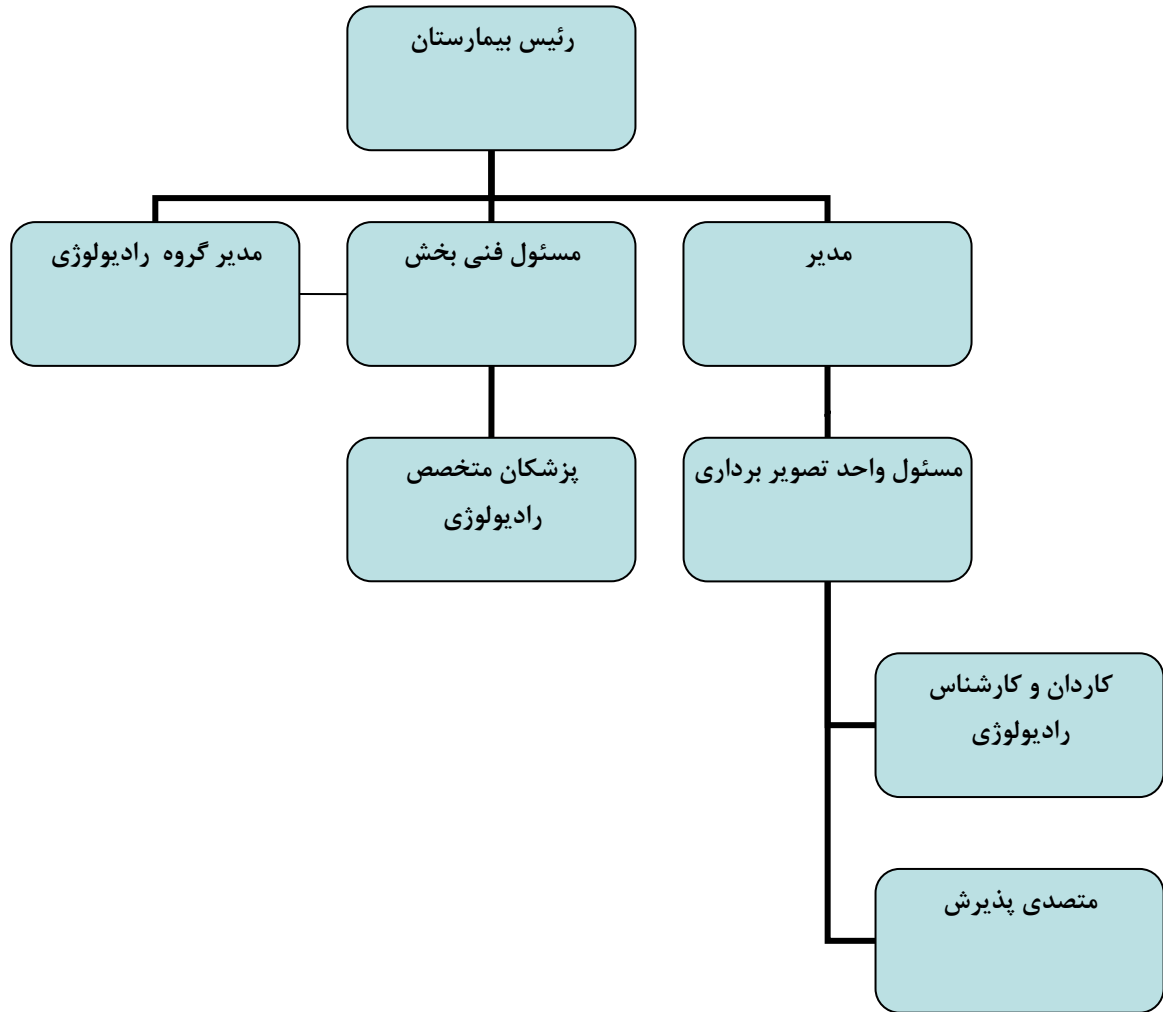 رئیس بیمارستان
مدیر
مسئول فنی بخش
مدیر گروه رادیولوژی
مسئول واحد تصویر برداری
پزشکان متخصص
رادیولوژی
کاردان و کارشناس
رادیولوژی
متصدی پذیرش